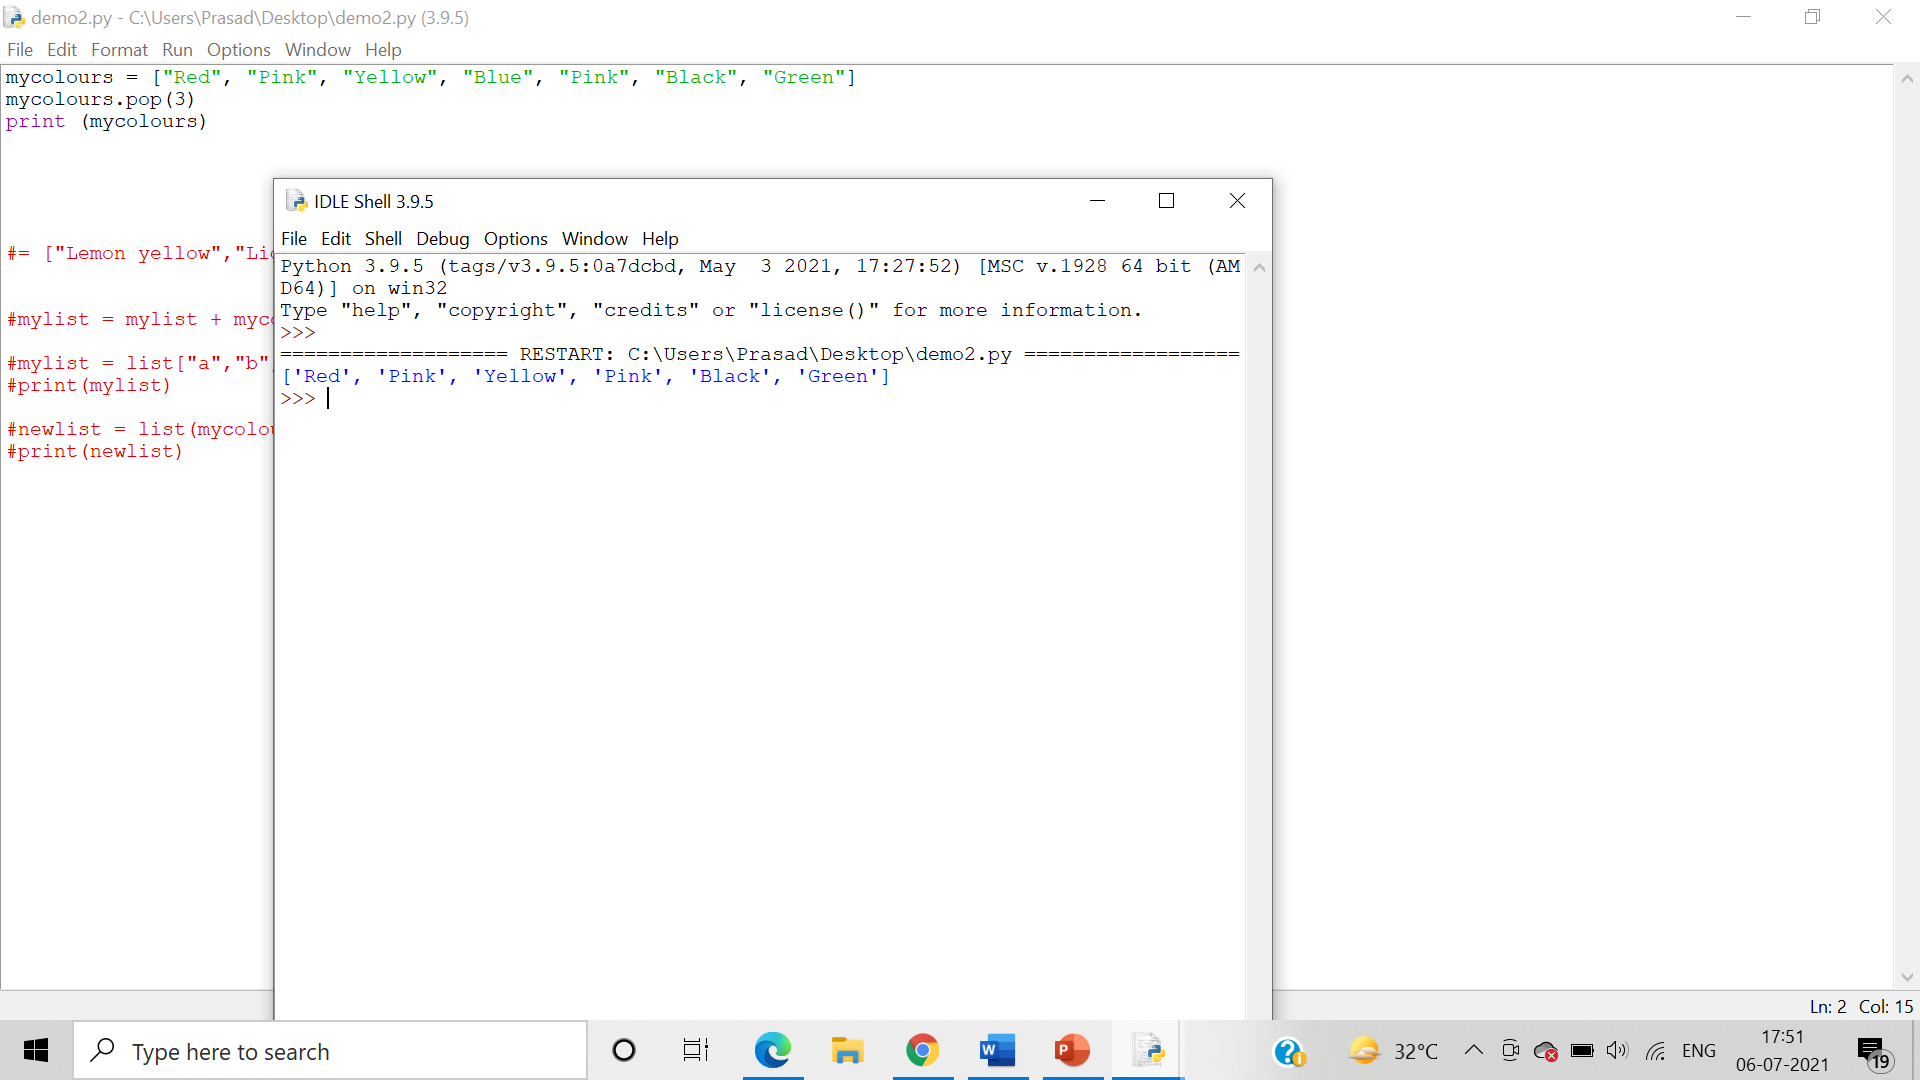 demo2.py - C:\Users\Prasad\Desktop\demo2.py (3.9.5)
File Edit Format Run Options Window Help
mycolours = ["Red", "Pink", "Yellow", "Blue", "Pink", "Black", "Green"]
mycolours.pop(3)
print (mycolours)
#= ["Lemon yellow","Li
#mylist = mylist + myc
#mylist = list["a","b"
#print(mylist)
#newlist = list(mycolou
#print(newlist)
IDLE Shell 3.9.5
File Edit Shell Debug Options Window Help
Python 3.9.5 (tags/v3.9.5:0a7dcbd, May  3 2021, 17:27:52) [MSC v.1928 64 bit (AM
D64)] on win32
Type "help", "copyright", "credits" or "license()" for more information.
>>>
=================== RESTART: C:\Users\Prasad\Desktop\demo2.py ==================
['Red', 'Pink', 'Yellow', 'Pink', 'Black', 'Green']
>>>
Ln: 2 Col: 15
Type here to search
32°C
ENG
17:51
06-07-2021
19